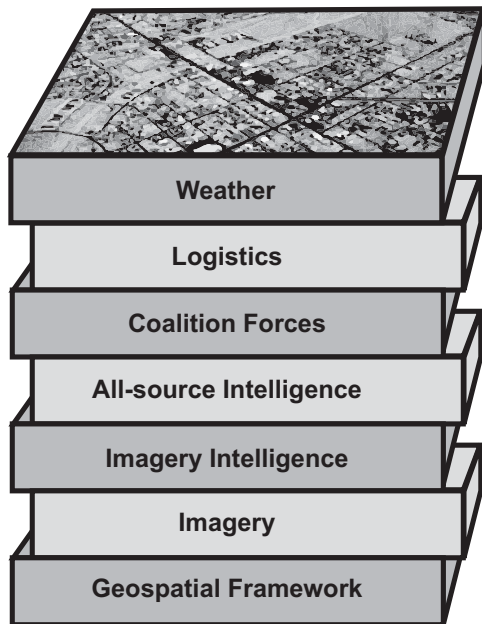 Weather
Logistics
Coalition Forces
All-source Intelligence
Imagery Intelligence
Imagery
Geospatial Framework